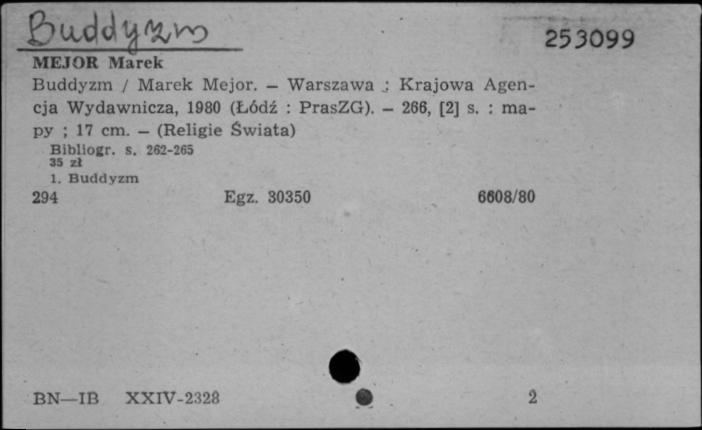 Buddyzm
253099
MEJOR Marek
Buddyzm / Marek Mejor. — Warszawa : Krajowa Agen-
cja Wydawnicza, 1980 (Łódź : PrasZG). — 266, [2] s. : ma-
py ; 17 cm. — (Religie Świata)
Bibliogr. s. 262-265
35 zł
1. Buddyzm
294 Egz. 30350 6608/80
BN—IB XXIV-2328 2